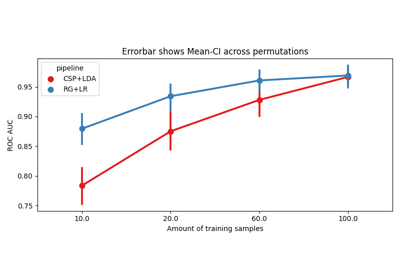 Errorbar shows Mean-CI across permutations
pipeline
CSP+LDA
RG+LR
ROC AUC
0.95
0.90
0.85
0.80
0.75
10.0 20.0 60.0 100.0
Amount of training samples